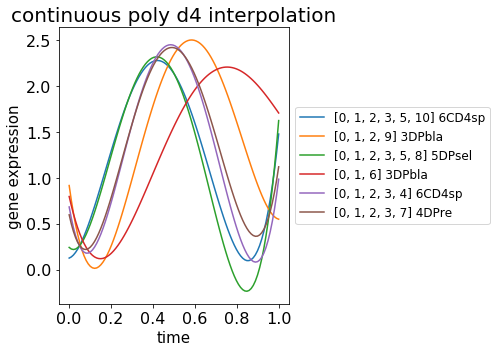 continuous poly d4 interpolation
gene expression
2.5
2.0
1.5
1.0
0.5
0.0
0.0 0.2 0.4 0.6 0.8 1.0
time
[0, 1, 2, 3, 5, 10] 6CD4sp
[0, 1, 2, 9] 3DPbla
[0, 1, 2, 3, 5, 8] 5DPsel
[0, 1, 6] 3DPbla
[0, 1, 2, 3, 4] 6CD4sp
[0, 1, 2, 3, 7] 4DPre